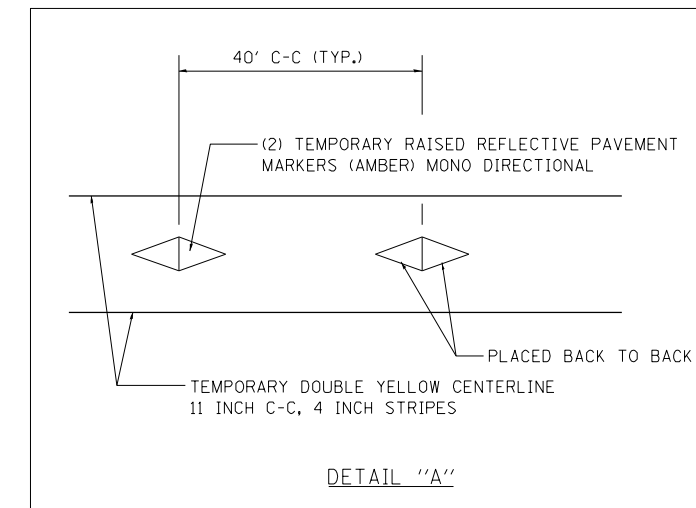 40' C-C (TYP.)
(2) TEMPORARY RAISED REFLECTIVE PAVEMENT
MARKERS (AMBER) MONO DIRECTIONAL
PLACED BACK TO BACK
TEMPORARY DOUBLE YELLOW CENTERLINE
11 INCH C-C, 4 INCH STRIPES
DETAIL ''A''